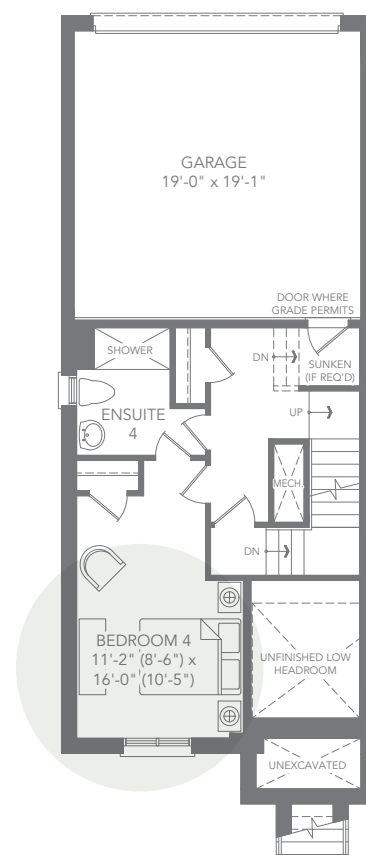 GARAGE
19'-0" x 19'-1"
DOOR WHERE
GRADE PERMITS
SHOWER
DN
SUNKEN
(IF REQ'D)
ENSUITE
4
UP
MECH.
DN
BEDROOM 4
11'-2" (8'-6") x
16'-0" (10'-5")
UNFINISHED LOW
HEADROOM
UNEXCAVATED